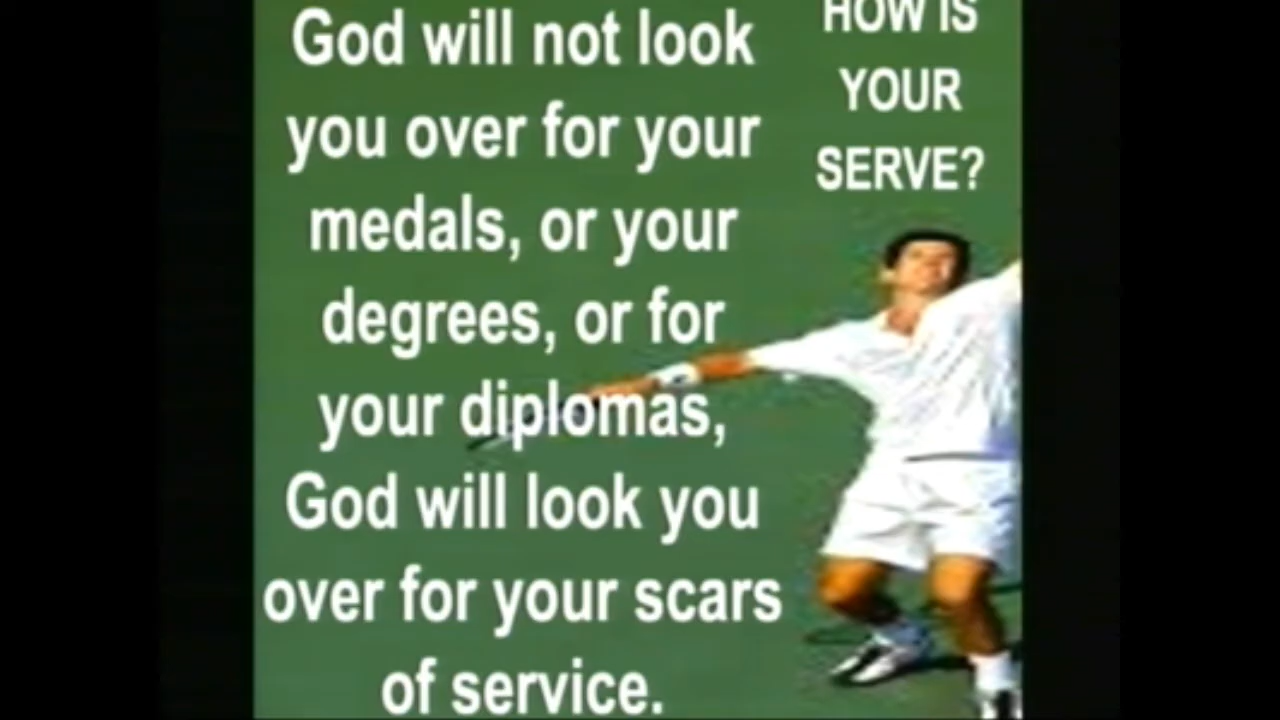 God will not look
you over for your
medals, or your
degrees, or for
your diplomas,
God will look you
over for your scars
of service.
HOW IS
YOUR
SERVE?